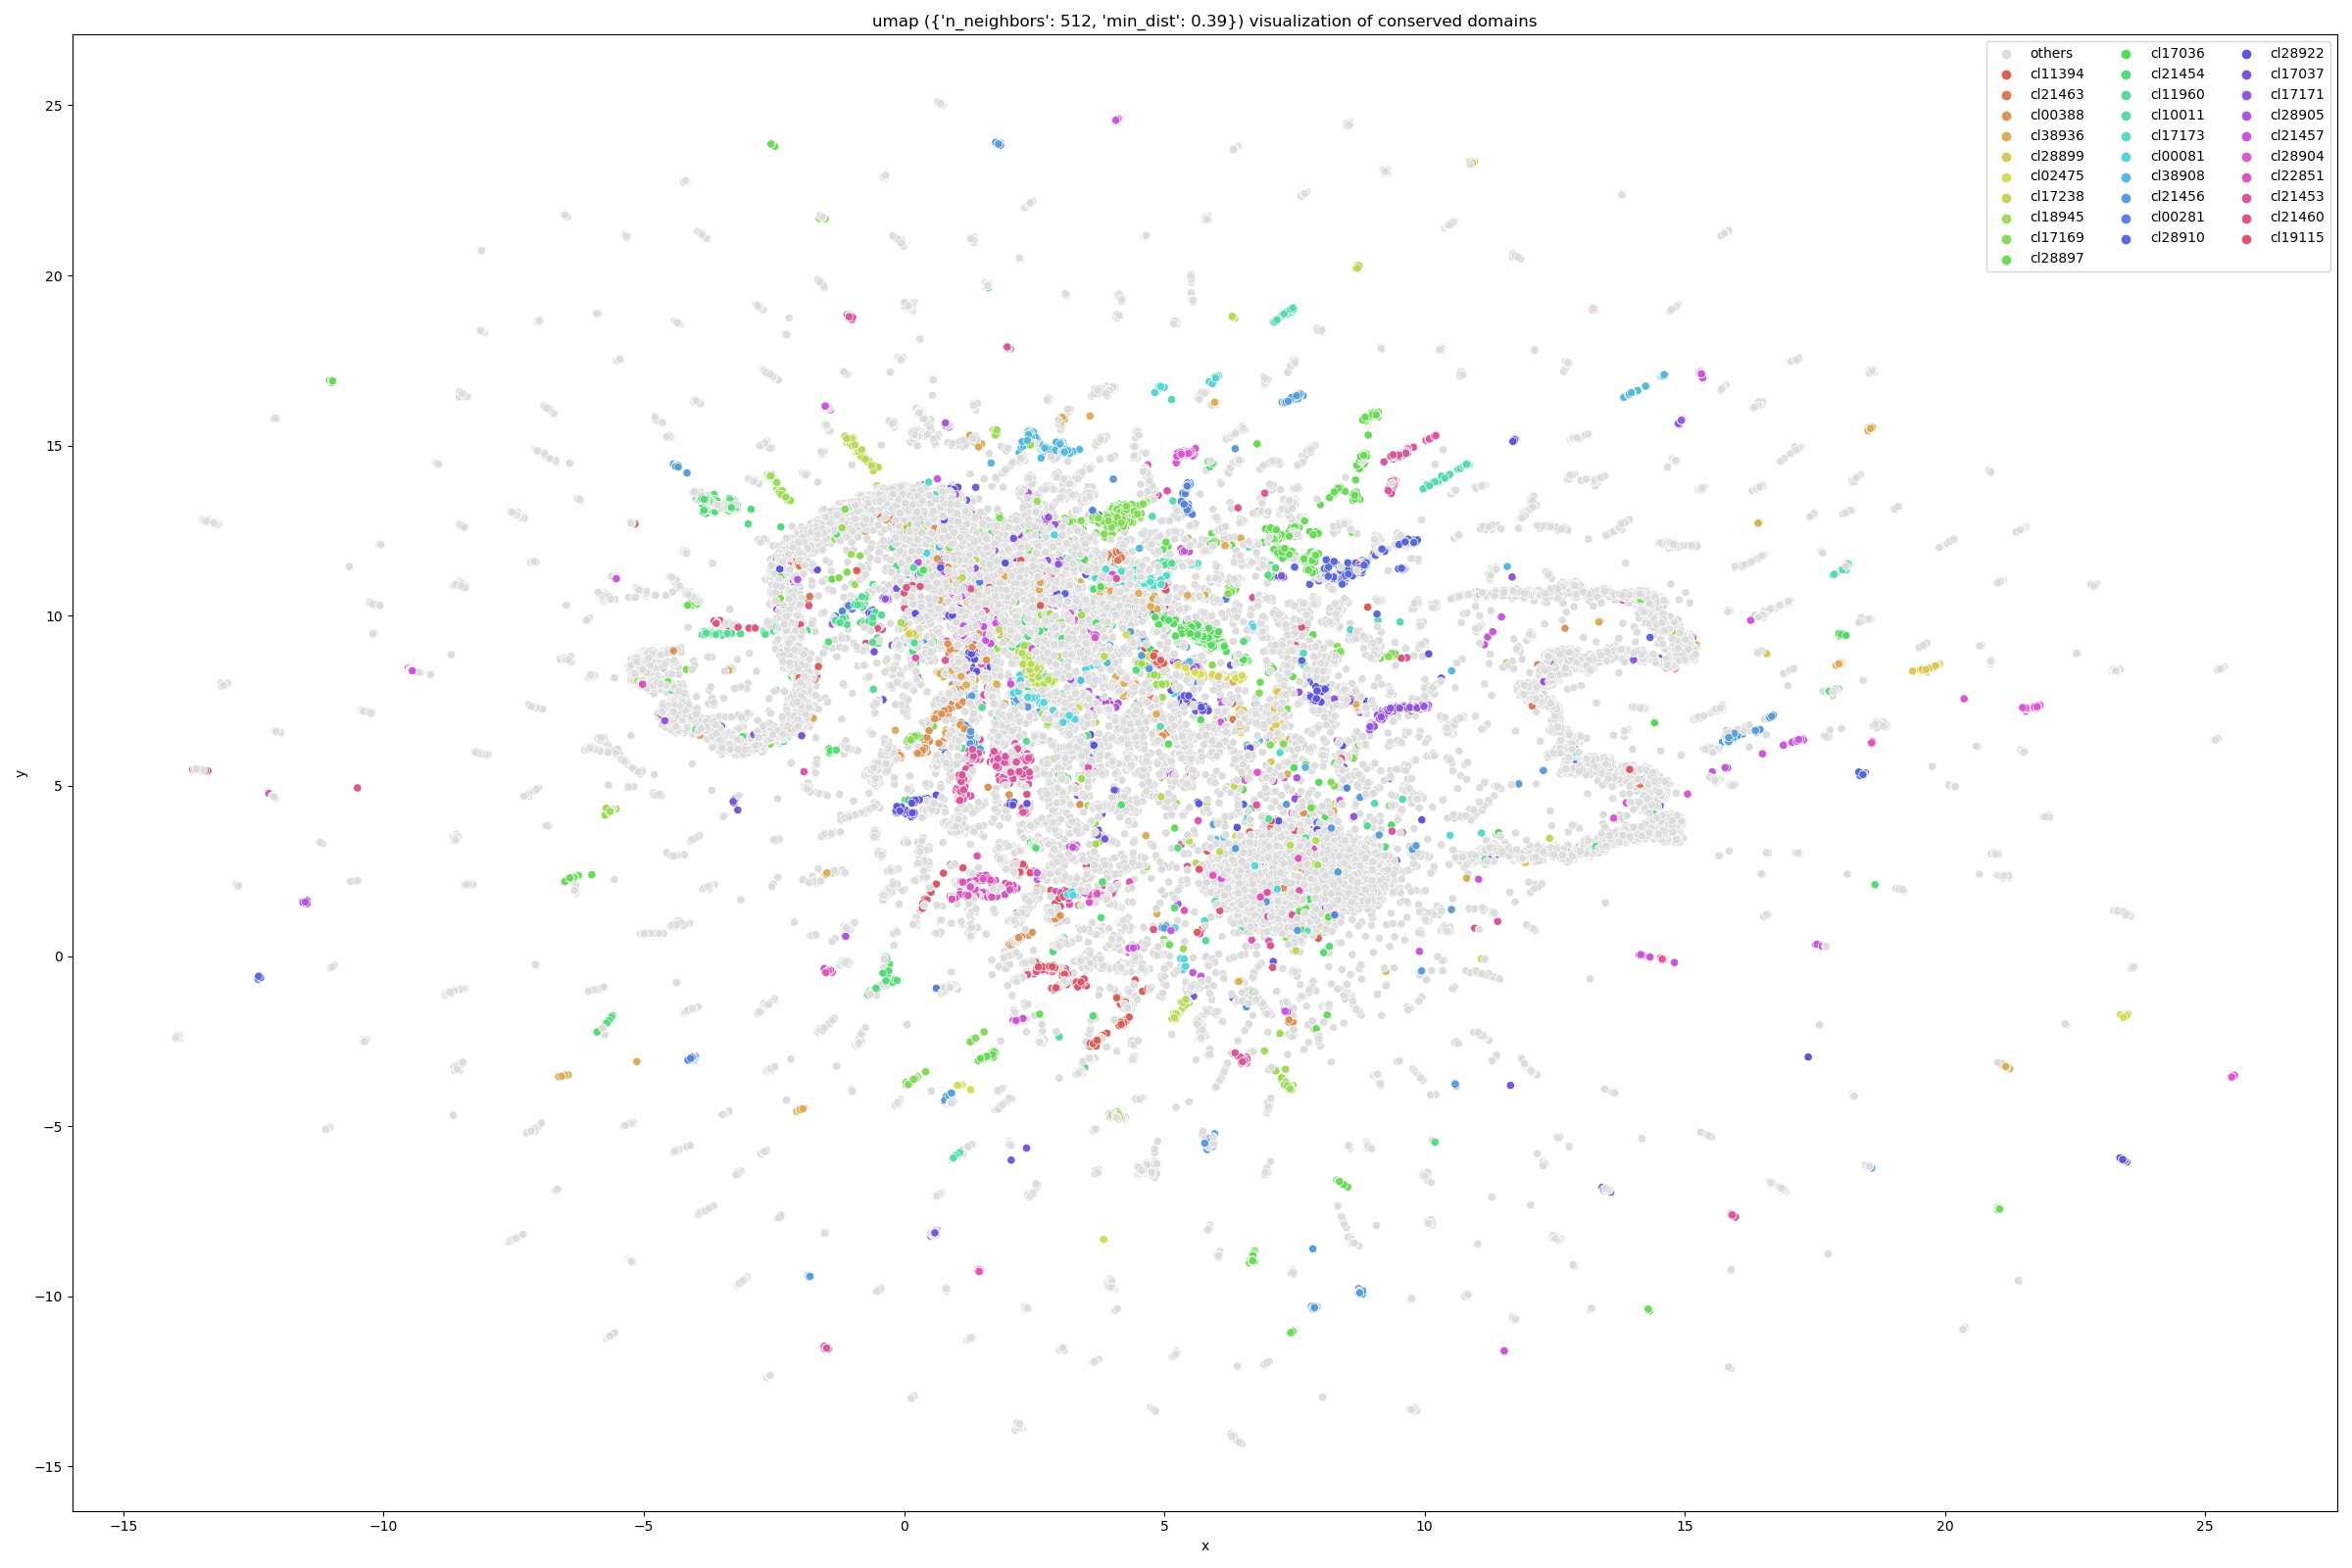 umap ({'n_neighbors': 512, 'min_dist': 0.39}) visualization of conserved domains
others cl17036 cl28922
cl11394 cl21454 cl17037
cl21463 cl11960 cl17171
cl00388 cl10011 cl28905
cl38936 cl17173 cl21457
cl28899 cl00081 cl28904
cl02475 cl38908 cl22851
cl17238 cl21456 cl21453
cl18945 cl00281 cl21460
cl17169 cl28910 cl19115
cl28897
25
20
15
10
5
0
−5
−10
−15
y
−15 −10 −5 0 5 10 15 20 25
x